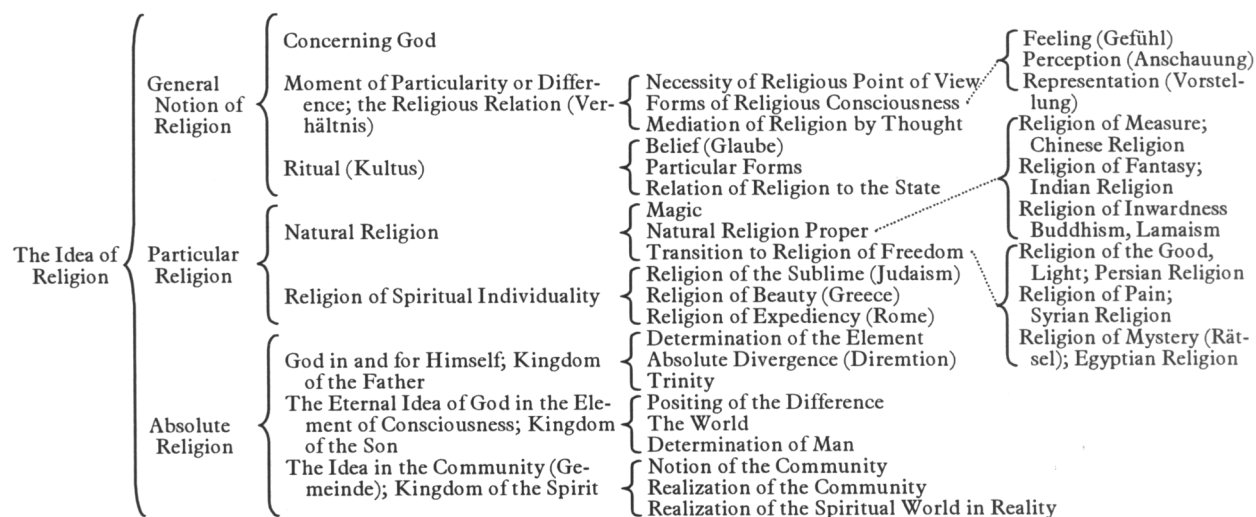 The Idea of
Religion
General
Notion of
Religion
Concerning God
Moment of Particularity or Differ-
ence; the Religious Relation (Ver-
hältnis)
Necessity of Religious Point of View
Forms of Religious Consciousness
Feeling (Gefühl)
Perception (Anschauung)
Representation (Vorstel-
lung)
Mediation of Religion by Thought
Ritual (Kultus)
Belief (Glaube)
Particular Forms
Relation of Religion to the State
Particular
Religion
Natural Religion
Magic
Natural Religion Proper
Religion of Measure;
Chinese Religion
Religion of Fantasy;
Indian Religion
Religion of Inwardness
Buddhism, Lamaism
Transition to Religion of Freedom
Religion of the Good,
Light; Persian Religion
Religion of Pain;
Syrian Religion
Religion of Mystery (Rät-
sel); Egyptian Religion
Religion of Spiritual Individuality
Religion of the Sublime (Judaism)
Religion of Beauty (Greece)
Religion of Expediency (Rome)
Absolute
Religion
God in and for Himself; Kingdom
of the Father
Determination of the Element
Absolute Divergence (Diremtion)
Trinity
The Eternal Idea of God in the Ele-
ment of Consciousness; Kingdom
of the Son
Positing of the Difference
The World
Determination of Man
The Idea in the Community (Ge-
meinde); Kingdom of the Spirit
Notion of the Community
Realization of the Community
Realization of the Spiritual World in Reality